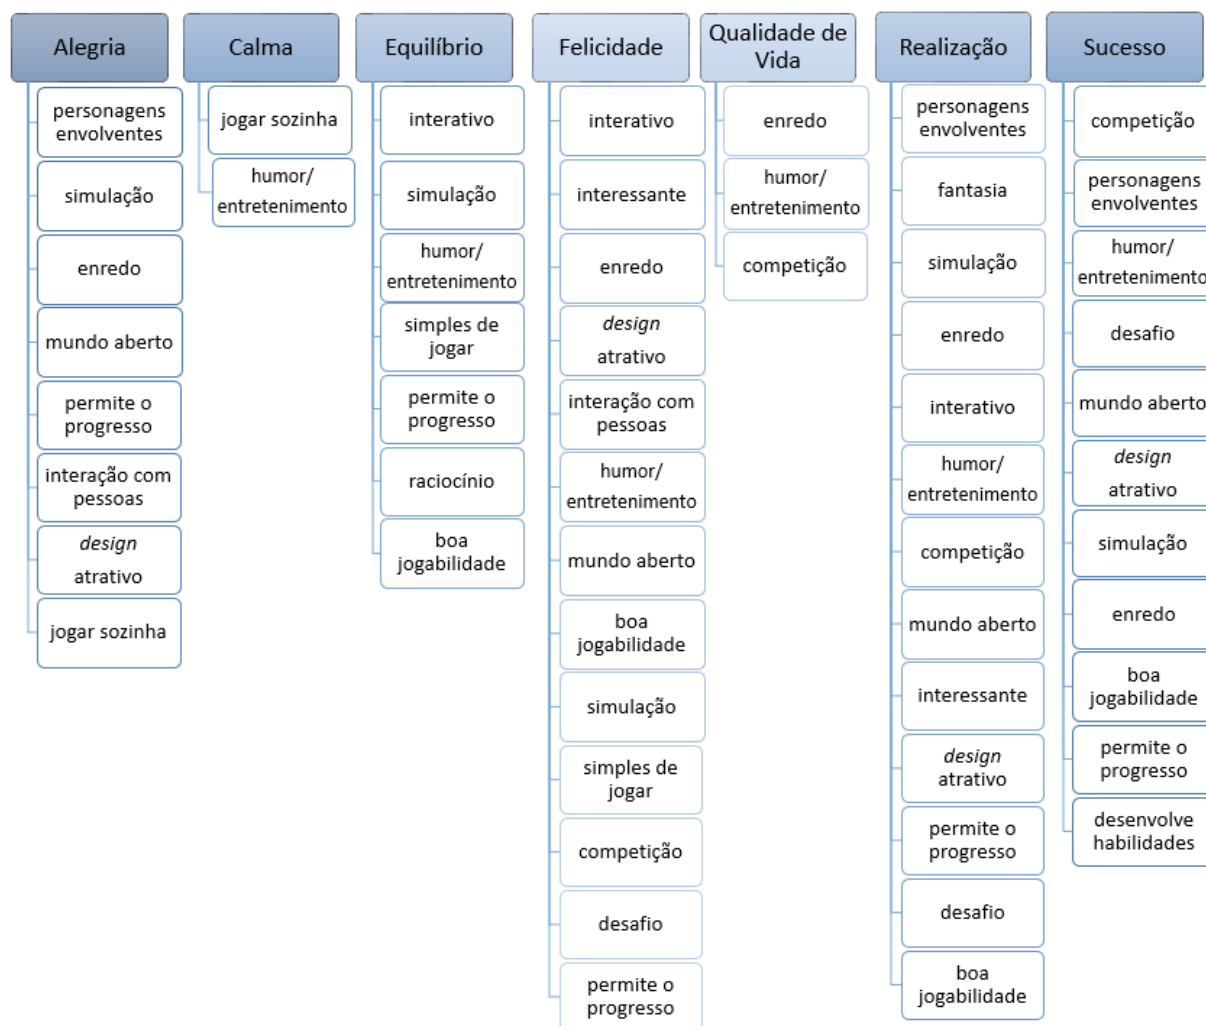 Alegria
personagens
envolventes
simulação
enredo
mundo aberto
permite o
progresso
interação com
pessoas
design
atrativo
jogar sozinha
Calma
jogar sozinha
humor/
entretenimento
Equilíbrio
interativo
simulação
humor/
entretenimento
simples de
jogar
permite o
progresso
raciocínio
boa
jogabilidade
Felicidade
interativo
interessante
enredo
design
atrativo
interação com
pessoas
humor/
entretenimento
mundo aberto
boa
jogabilidade
simulação
simples de
jogar
competição
desafio
permite o
progresso
Qualidade de
Vida
enredo
humor/
entretenimento
competição
Realização
personagens
envolventes
fantasia
simulação
enredo
interativo
humor/
entretenimento
competição
mundo aberto
interessante
design
atrativo
permite o
progresso
desafio
boa
jogabilidade
Sucesso
competição
personagens
envolventes
humor/
entretenimento
desafio
mundo aberto
design
atrativo
simulação
enredo
boa
jogabilidade
permite o
progresso
desenvolve
habilidades